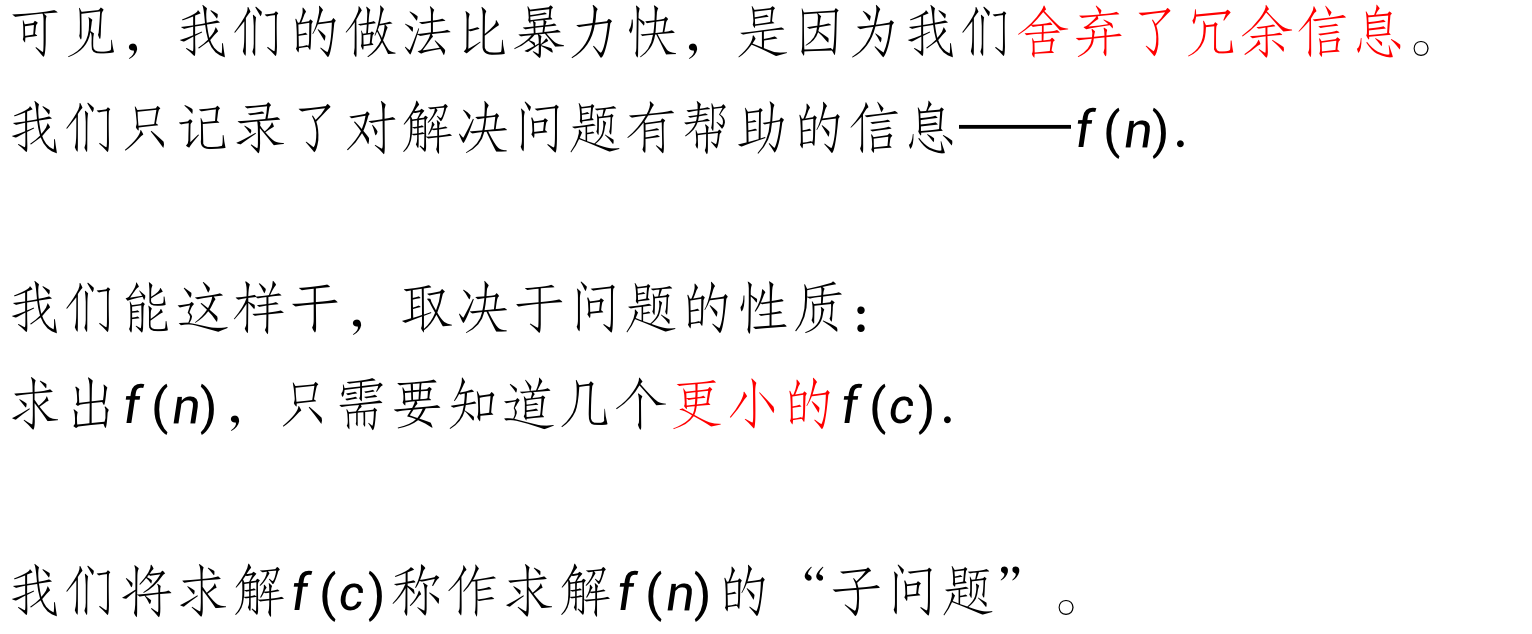 可见，我们的做法比暴力快，是因为我们舍弃了冗余信息。
我们只记录了对解决问题有帮助的信息——f(n).
我们能这样干，取决于问题的性质：
求出f(n)，只需要知道几个更小的f(c).
我们将求解f(c)称作求解f(n)的“子问题”。